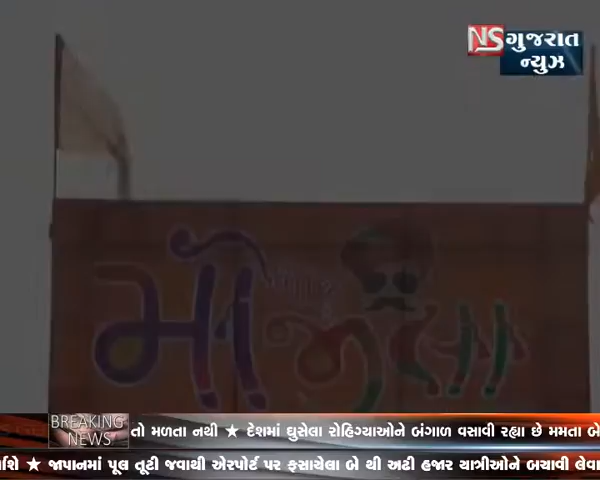 NS ગુજરાત
ન્યુઝ
મોજીલા
BREAKING
NEWS
તો મળતા નથી ★ દેશમાં ઘુસેલા રોહિગ્યાઓને બંગાળ વસાવી રહ્યા છે મમતા બે
ર્ષાશે ★ જાપાનમાં પૂલ તૂટી જવાથી એરપોર્ટ પર ફસાયેલા બે થી અઢી હજાર યાત્રીઓને બચાવી લેવા